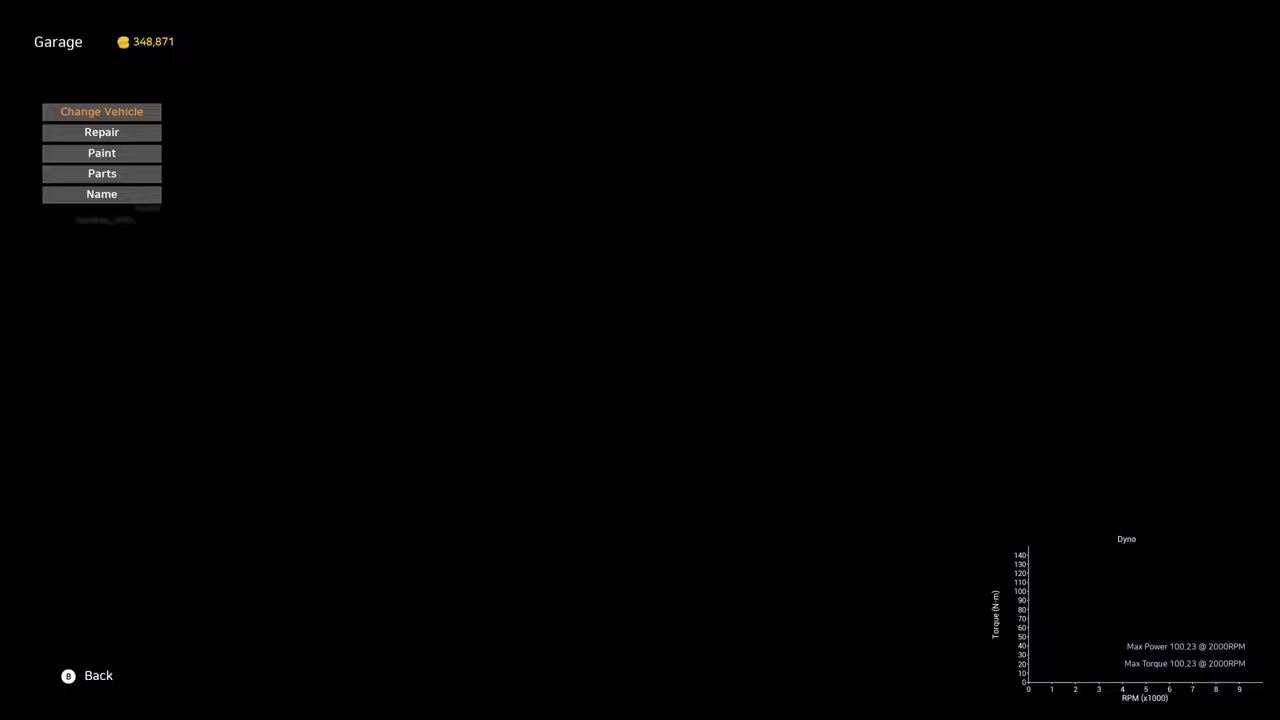 Garage 348,871
Change Vehicle
Repair
Paint
Parts
Name
Dyno
140
130
120
110
100
90
80
70
60
50
40
30
20
10
0
Torque (N-m)
Max Power 100,23 @ 2000RPM
Max Torque 100,23 @ 2000RPM
0 1 2 3 4 5 6 7 8 9
RPM (x1000)
B Back